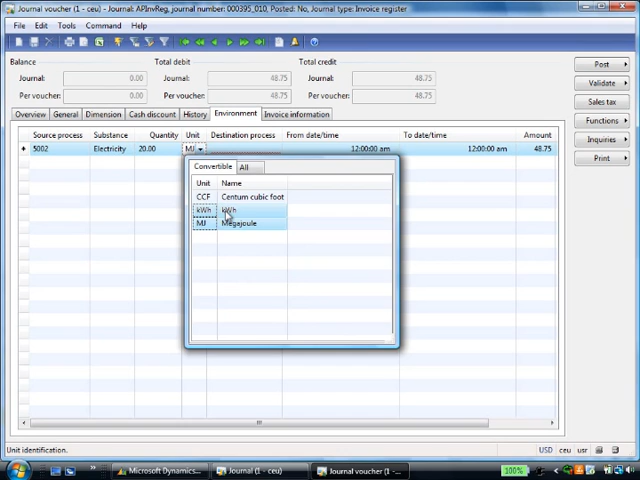 Journal voucher (1 - ceu) - Journal: APInvReg, journal number: 000395_010, Posted: No, Journal type: Invoice register
File Edit Tools Command Help
Balance Total debit Total credit
Journal: 0.00 Journal: 48.75 Journal: 48.75
Per voucher: 0.00 Per voucher: 48.75 Per voucher: 48.75
Post
Validate
Sales tax
Functions
Inquiries
Print
Overview General Dimension Cash discount History Environment Invoice information
Source process Substance Quantity Unit Destination process From date/time To date/time Amount
5002 Electricity 20.00 MJ 12:00:00 am 12:00:00 am 48.75
Convertible All
Unit Name
CCF Centum cubic foot
kWh kWh
MJ Megajoule
Unit identification. USD ceu usr
Microsoft Dynamics... Journal (1 - ceu) Journal voucher (1 -... 100%